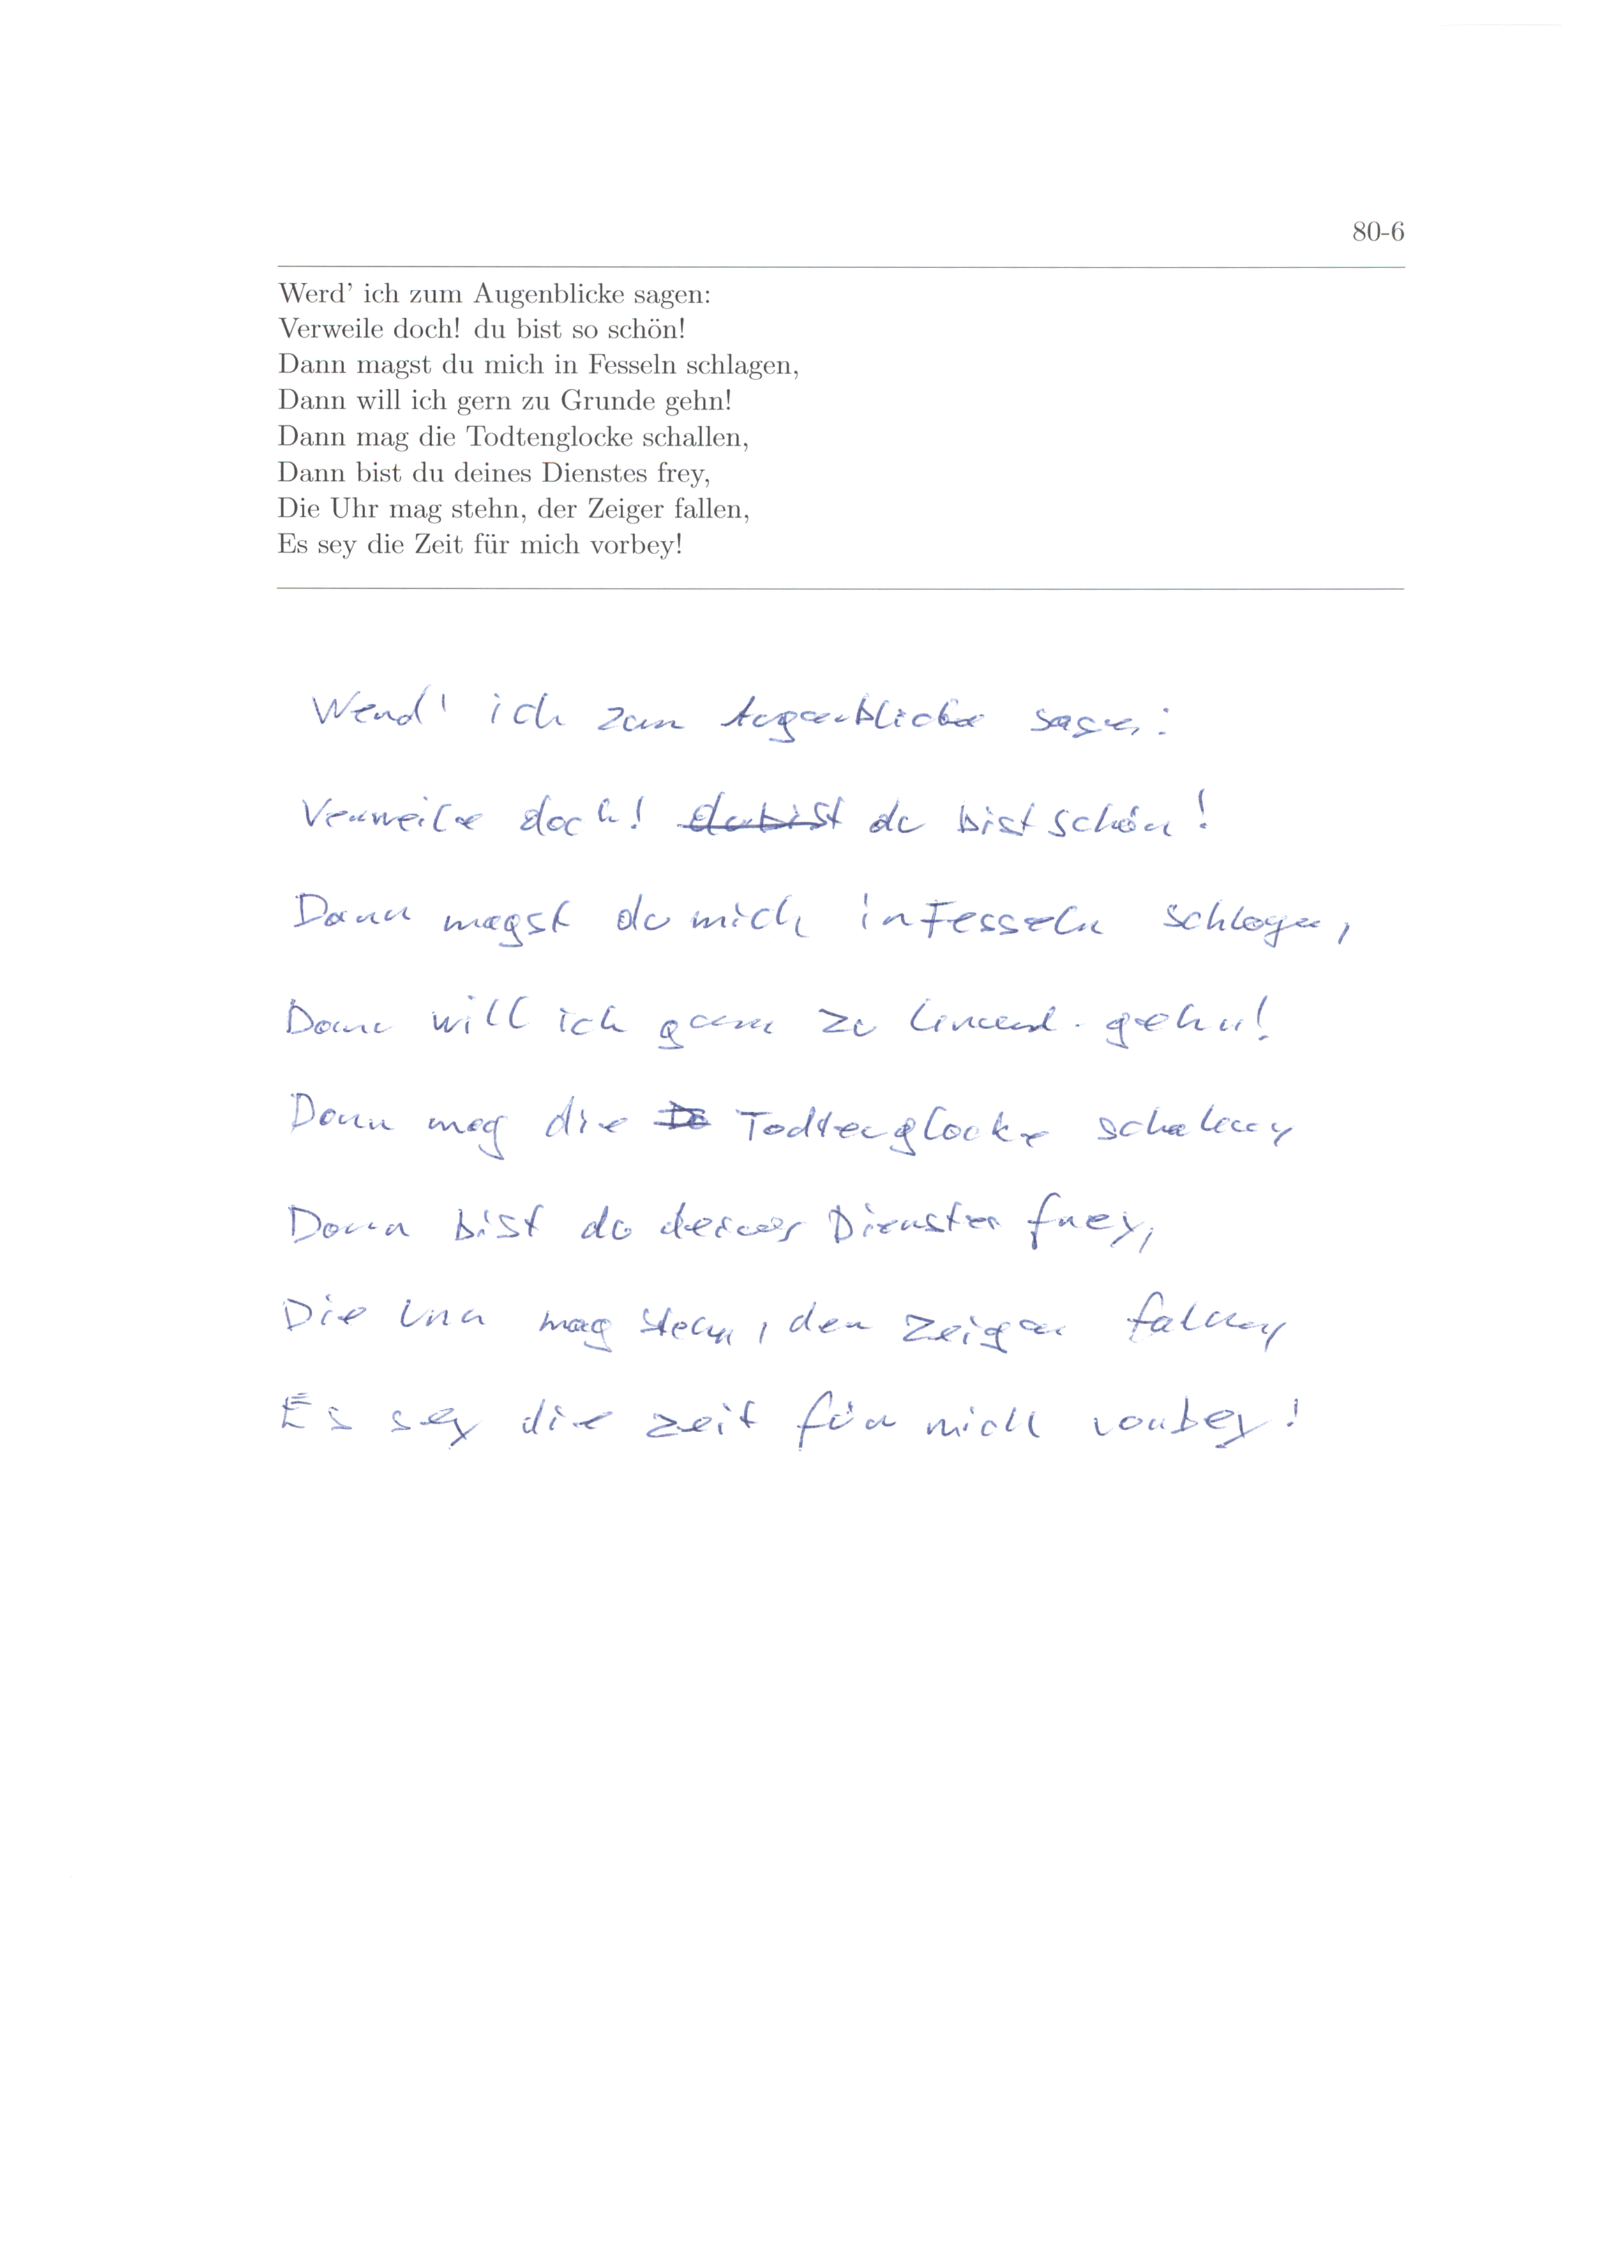 80-6
Werd' ich zum Augenblicke sagen:
Verweile doch! du bist so schön!
Dann magst du mich in Fesseln schlagen,
Dann will ich gern zu Grunde gehn!
Dann mag die Todtenglocke schallen,
Dann bist du deines Dienstes frey,
Die Uhr mag stehn, der Zeiger fallen,
Es sey die Zeit für mich vorbey!
Werd' ich zum Augenblicke sagen:
Verweile doch! du bist du bist schön!
Dann magst du mich in Fesseln schlagen,
Dann will ich gern zu gehn!
Dann mag die Todtenglocke schallen,
Dann bist du deines Dienstes frey,
Die Uhr mag stehn, der Zeiger fallen,
Es sey die Zeit für mich vorbey!